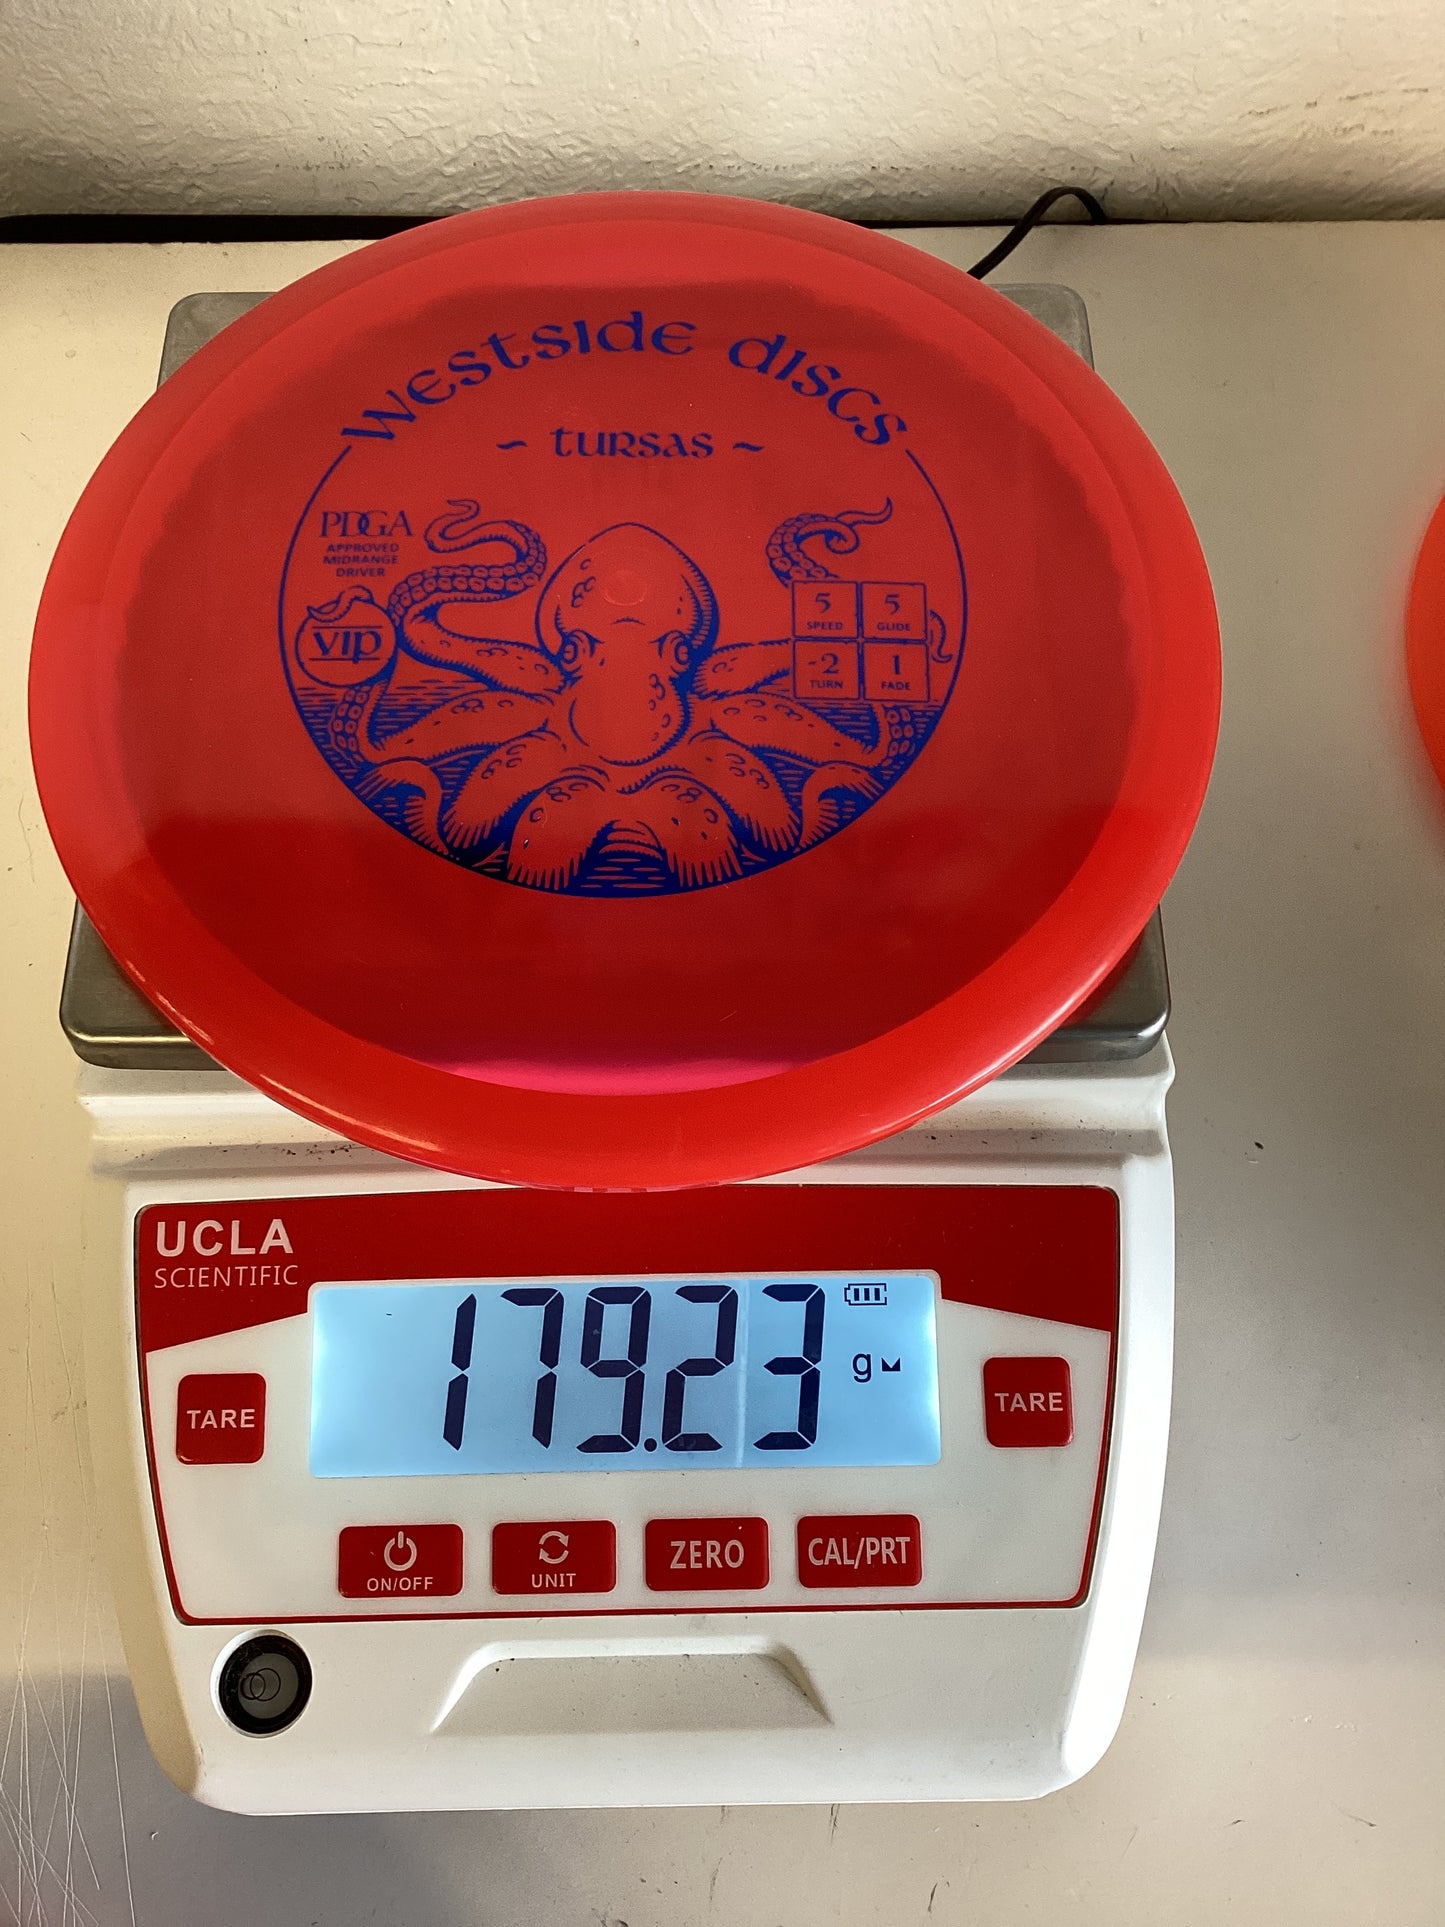 Westside Discs
~ Tursas ~
PDGA
APPROVED
MIDRANGE
DRIVER
VIP
5
SPEED
5
GLIDE
-2
TURN
1
FADE
UCLA
SCIENTIFIC
179.23
g
TARE
TARE
ON/OFF
UNIT
ZERO
CAL/PRT